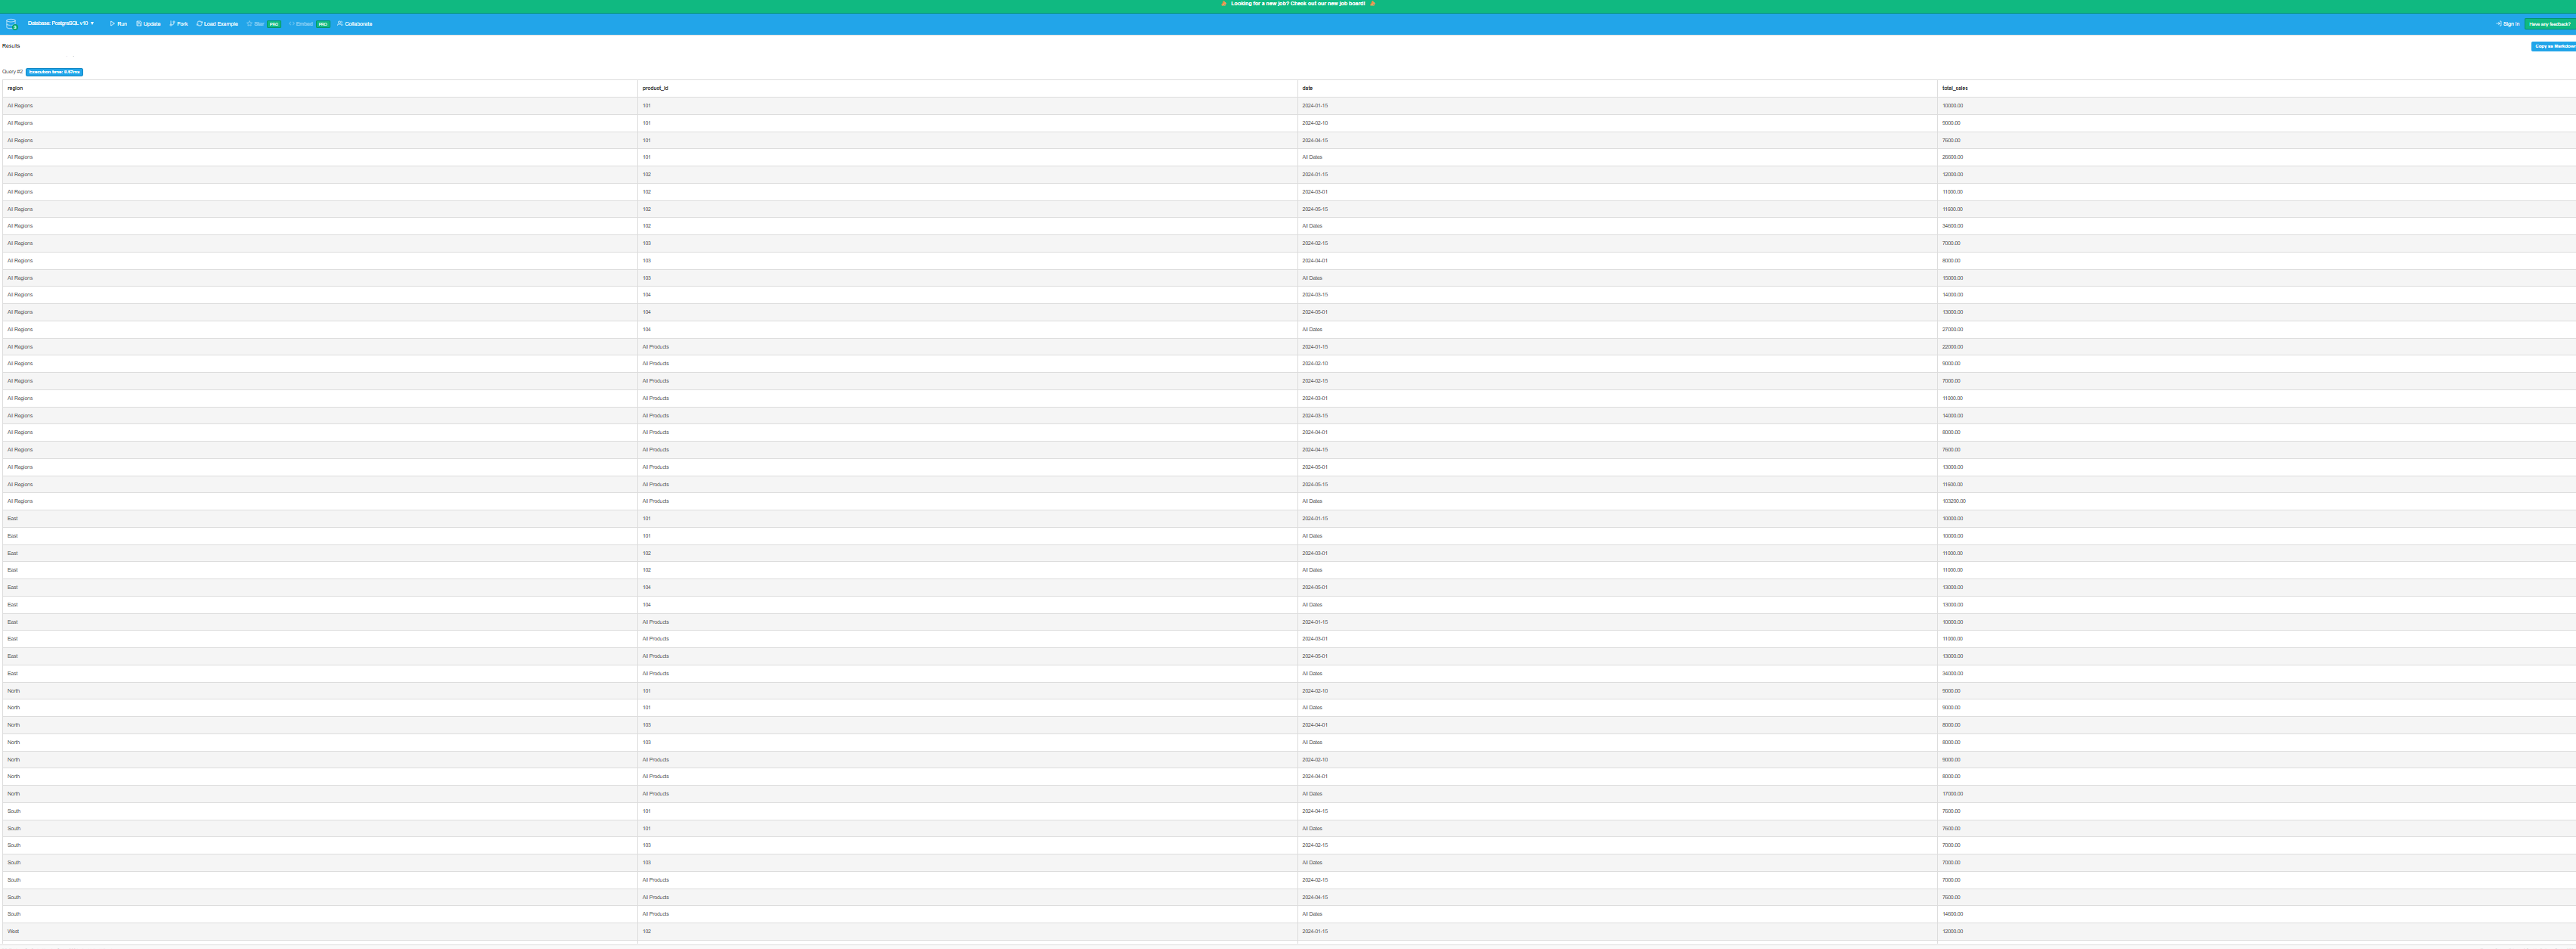 Looking for a new job? Check out our new job board!
Database: PostgreSQL v10 Run Update Fork Load Example Star PRO Embed PRO Collaborate Sign in Have any feedback?
Results
Copy as Markdown
Query #2 Execution time: 0.67ms
region product_id date total_sales
All Regions 101 2024-01-15 10000.00
All Regions 101 2024-02-10 9000.00
All Regions 101 2024-04-15 7600.00
All Regions 101 All Dates 26600.00
All Regions 102 2024-01-15 12000.00
All Regions 102 2024-03-01 11000.00
All Regions 102 2024-05-15 11600.00
All Regions 102 All Dates 34600.00
All Regions 103 2024-02-15 7000.00
All Regions 103 2024-04-01 8000.00
All Regions 103 All Dates 15000.00
All Regions 104 2024-03-15 14000.00
All Regions 104 2024-05-01 13000.00
All Regions 104 All Dates 27000.00
All Regions All Products 2024-01-15 22000.00
All Regions All Products 2024-02-10 9000.00
All Regions All Products 2024-02-15 7000.00
All Regions All Products 2024-03-01 11000.00
All Regions All Products 2024-03-15 14000.00
All Regions All Products 2024-04-01 8000.00
All Regions All Products 2024-04-15 7600.00
All Regions All Products 2024-05-01 13000.00
All Regions All Products 2024-05-15 11600.00
All Regions All Products All Dates 103200.00
East 101 2024-01-15 10000.00
East 101 All Dates 10000.00
East 102 2024-03-01 11000.00
East 102 All Dates 11000.00
East 104 2024-05-01 13000.00
East 104 All Dates 13000.00
East All Products 2024-01-15 10000.00
East All Products 2024-03-01 11000.00
East All Products 2024-05-01 13000.00
East All Products All Dates 34000.00
North 101 2024-02-10 9000.00
North 101 All Dates 9000.00
North 103 2024-04-01 8000.00
North 103 All Dates 8000.00
North All Products 2024-02-10 9000.00
North All Products 2024-04-01 8000.00
North All Products All Dates 17000.00
South 101 2024-04-15 7600.00
South 101 All Dates 7600.00
South 103 2024-02-15 7000.00
South 103 All Dates 7000.00
South All Products 2024-02-15 7000.00
South All Products 2024-04-15 7600.00
South All Products All Dates 14600.00
West 102 2024-01-15 12000.00